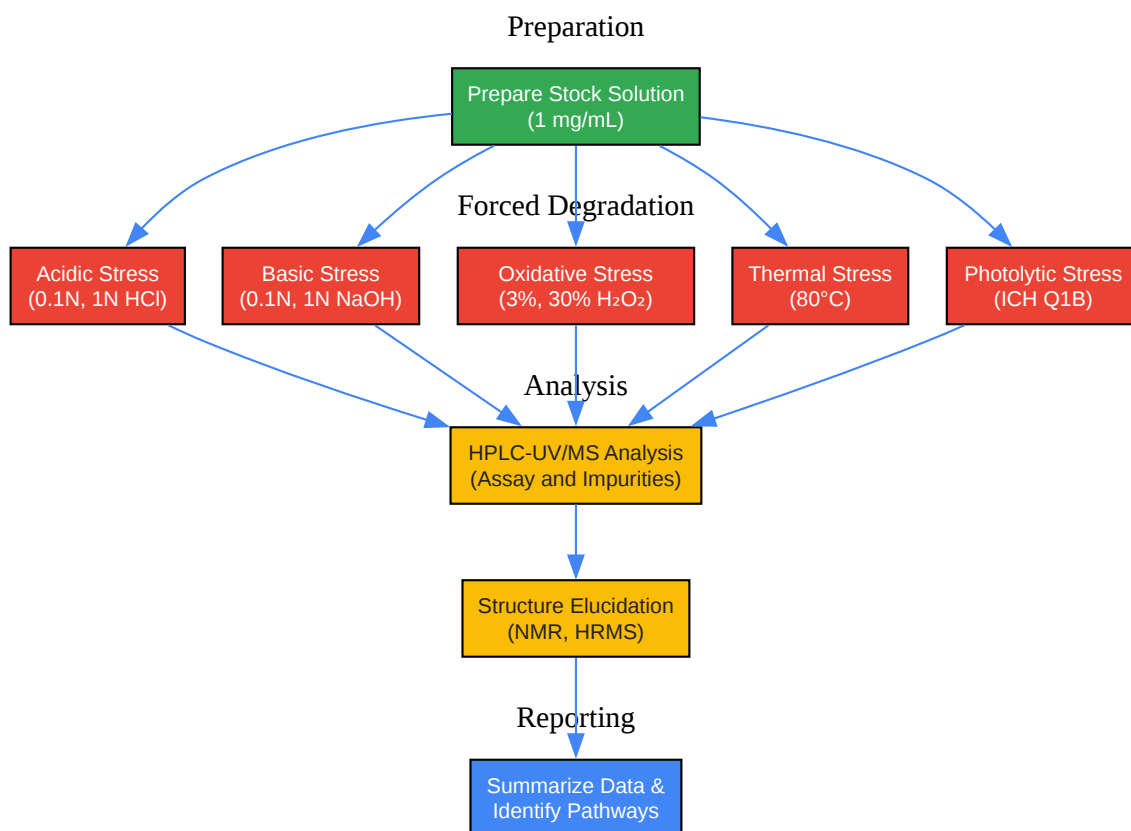 Preparation
Prepare Stock Solution
(1 mg/mL)
Forced Degradation
Acidic Stress
(0.1N, 1N HCl)
Basic Stress
(0.1N, 1N NaOH)
Oxidative Stress
(3%, 30% H₂O₂)
Thermal Stress
(80°C)
Photolytic Stress
(ICH Q1B)
Analysis
HPLC-UV/MS Analysis
(Assay and Impurities)
Structure Elucidation
(NMR, HRMS)
Reporting
Summarize Data &
Identify Pathways